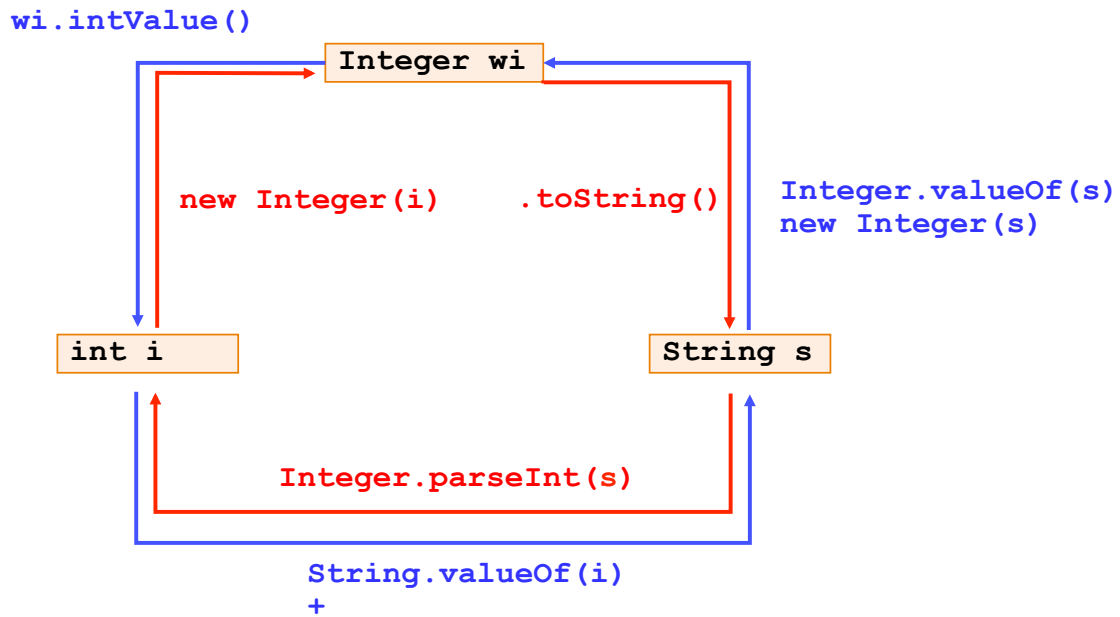 wi.intValue()
Integer wi
new Integer(i)
.toString()
Integer.valueOf(s)
new Integer(s)
int i
String s
Integer.parseInt(s)
String.valueOf(i)
+